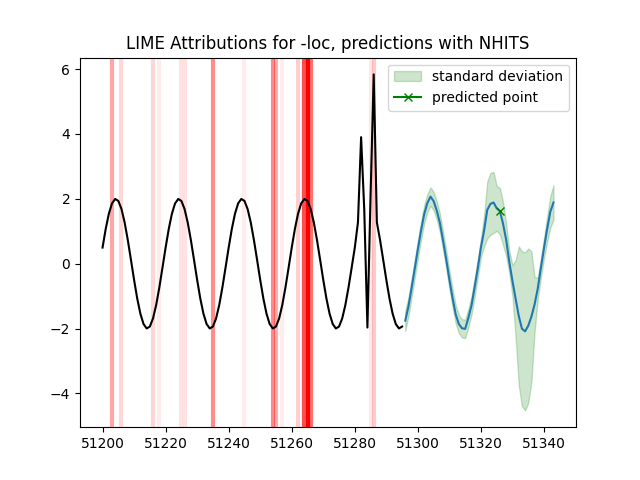 LIME Attributions for -loc, predictions with NHITS
standard deviation
predicted point
6
4
2
0
−2
−4
51200 51220 51240 51260 51280 51300 51320 51340